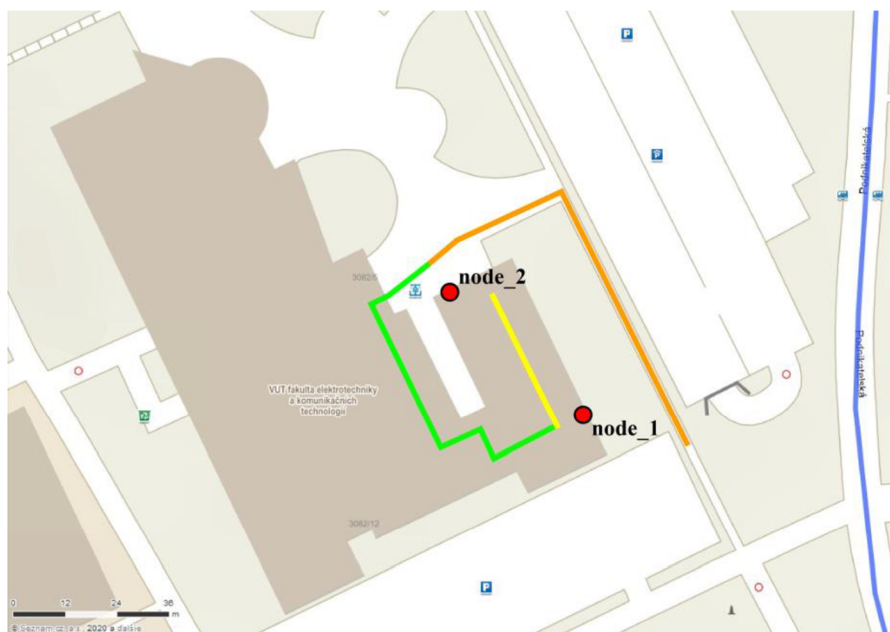 P
Podnikatelská
P
3082/5
node_2
Podnikatelská
VUT fakulta elektrotechniky
a komunikačních
technologií
node_1
3082/12
P
0 12 24 36
m
© Seznam.cz, a.s., 2020 a další